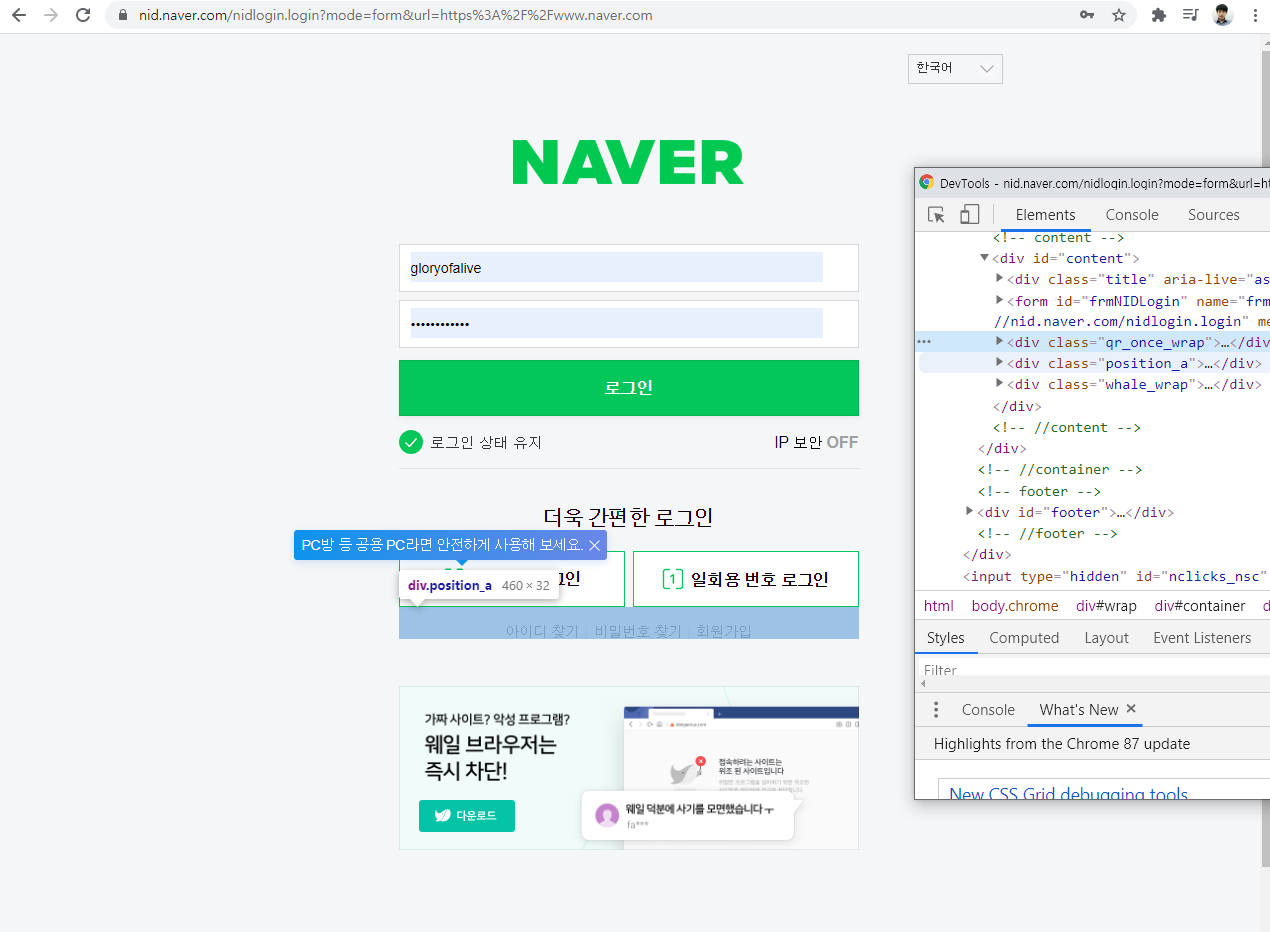 nid.naver.com/nidlogin.login?mode=form&url=https%3A%2F%2Fwww.naver.com
한국어
NAVER
gloryofalive
••••••••••••
로그인
로그인 상태 유지
IP 보안 OFF
더욱 간편한 로그인
PC방 등 공용 PC라면 안전하게 사용해 보세요.
인
일회용 번호 로그인
div.position_a 460 × 32
아이디 찾기 비밀번호 찾기 회원가입
가짜 사이트? 악성 프로그램?
웨일 브라우저는
즉시 차단!
다운로드
접속하려는 사이트는
위조 된 사이트입니다
웨일 덕분에 사기를 모면했습니다 ㅜ
fa***
DevTools - nid.naver.com/nidlogin.login?mode=form&url=ht
Elements Console Sources
<!-- content -->
<div id="content">
<div class="title" aria-live="as
<form id="frmNIDLogin" name="frm
//nid.naver.com/nidlogin.login" me
<div class="qr_once_wrap">…</div
<div class="position_a">…</div>
<div class="whale_wrap">…</div>
</div>
<!-- //content -->
</div>
<!-- //container -->
<!-- footer -->
<div id="footer">…</div>
<!-- //footer -->
</div>
<input type="hidden" id="nclicks_nsc"
html body.chrome div#wrap div#container d
Styles Computed Layout Event Listeners
Filter
Console What's New
Highlights from the Chrome 87 update
New CSS Grid debugging tools